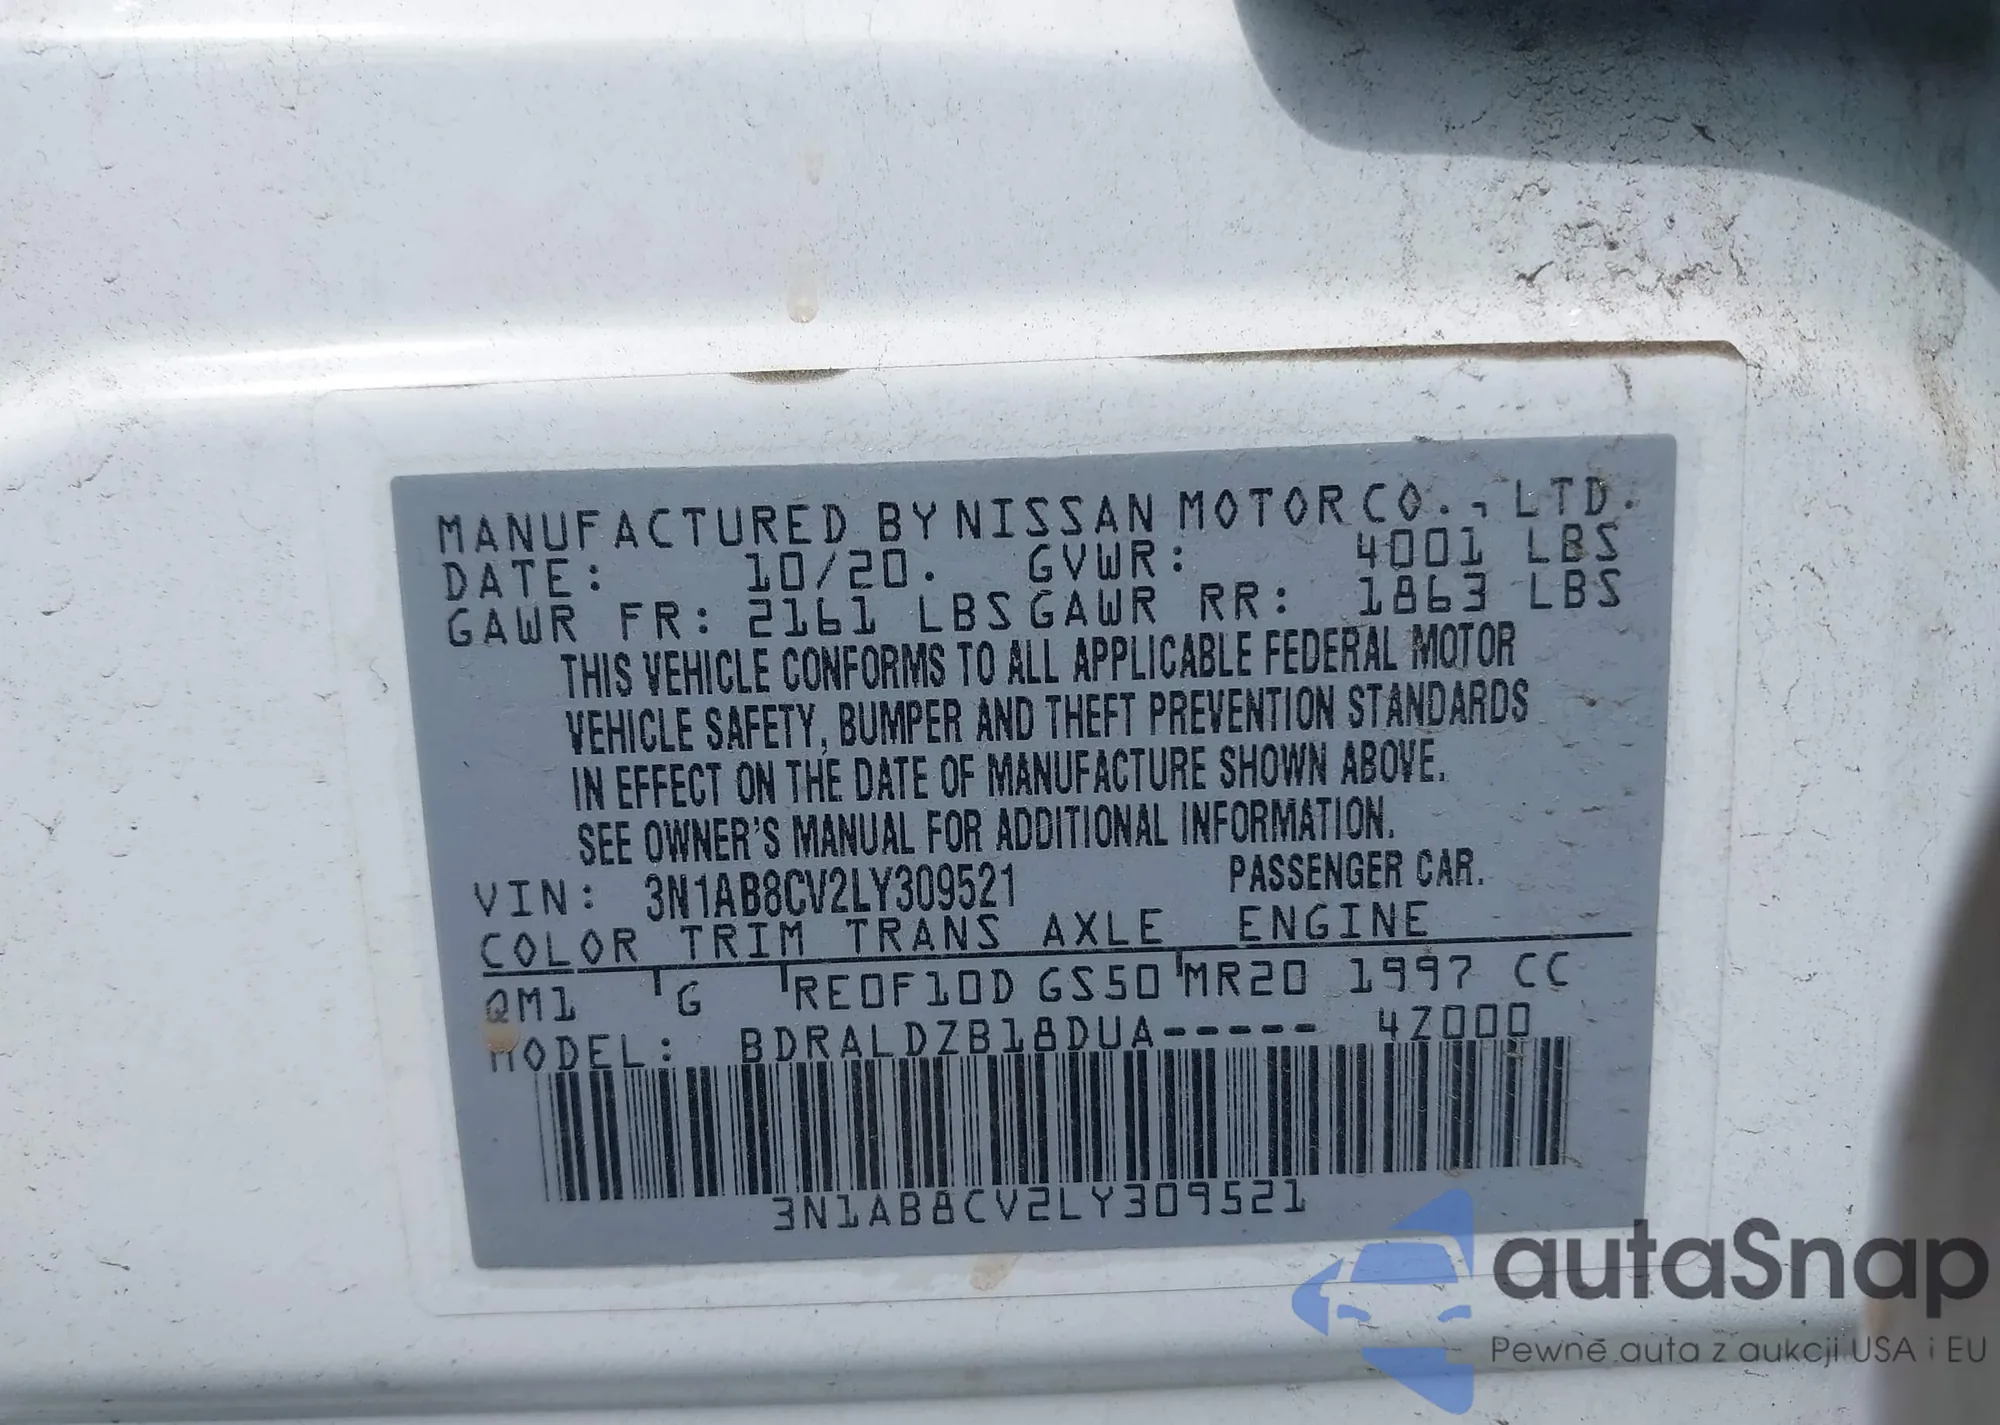 MANUFACTURED BY NISSAN MOTOR CO., LTD.
DATE: 10/20. GVWR: 4001 LBS
GAWR FR: 2161 LBS GAWR RR: 1863 LBS
THIS VEHICLE CONFORMS TO ALL APPLICABLE FEDERAL MOTOR
VEHICLE SAFETY, BUMPER AND THEFT PREVENTION STANDARDS
IN EFFECT ON THE DATE OF MANUFACTURE SHOWN ABOVE.
SEE OWNER'S MANUAL FOR ADDITIONAL INFORMATION.
VIN: 3N1AB8CV2LY309521 PASSENGER CAR.
COLOR TRIM TRANS AXLE ENGINE
QM1 G RE0F10D GS50 MR20 1997 CC
MODEL: BDRALDZB18DUA----- 4Z000
3N1AB8CV2LY309521
autaSnap
Pewne auta z aukcji USA i EU